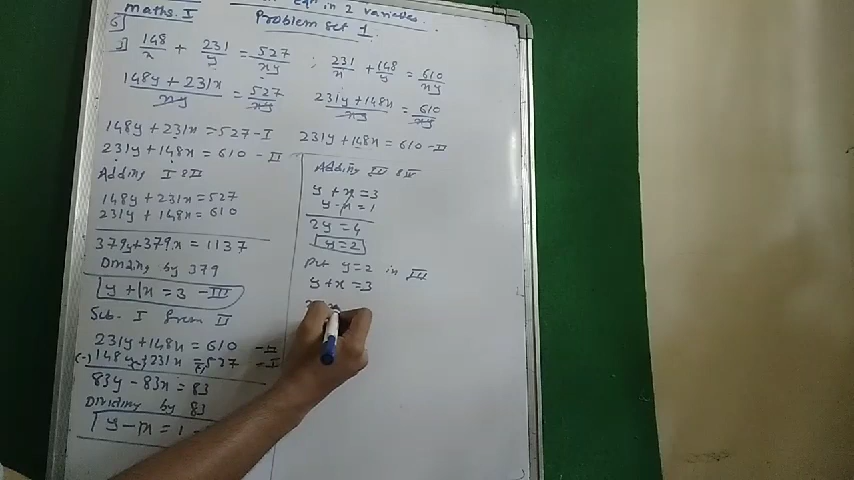 Maths.I eqn in 2 variables.
Problem set 1
6]
1] 148/x + 231/y = 527/xy ; 231/x + 148/y = 610/xy
148y + 231x / xy = 527/xy
231y + 148x / xy = 610/xy
148y + 231x = 527 - I
231y + 148x = 610 - II
231y + 148x = 610 - II
Adding I & II
148y + 231x = 527
231y + 148x = 610
379y + 379x = 1137
Dividing by 379
y + x = 3 - III
Sub. I from II
231y + 148x = 610 - II
(-) 148y + 231x = 527 - I
83y - 83x = 83
Dividing by 83
y - x = 1 -
Adding III & IV
y + x = 3
y - x = 1
2y = 4
y = 2
Put y = 2 in III
y + x = 3